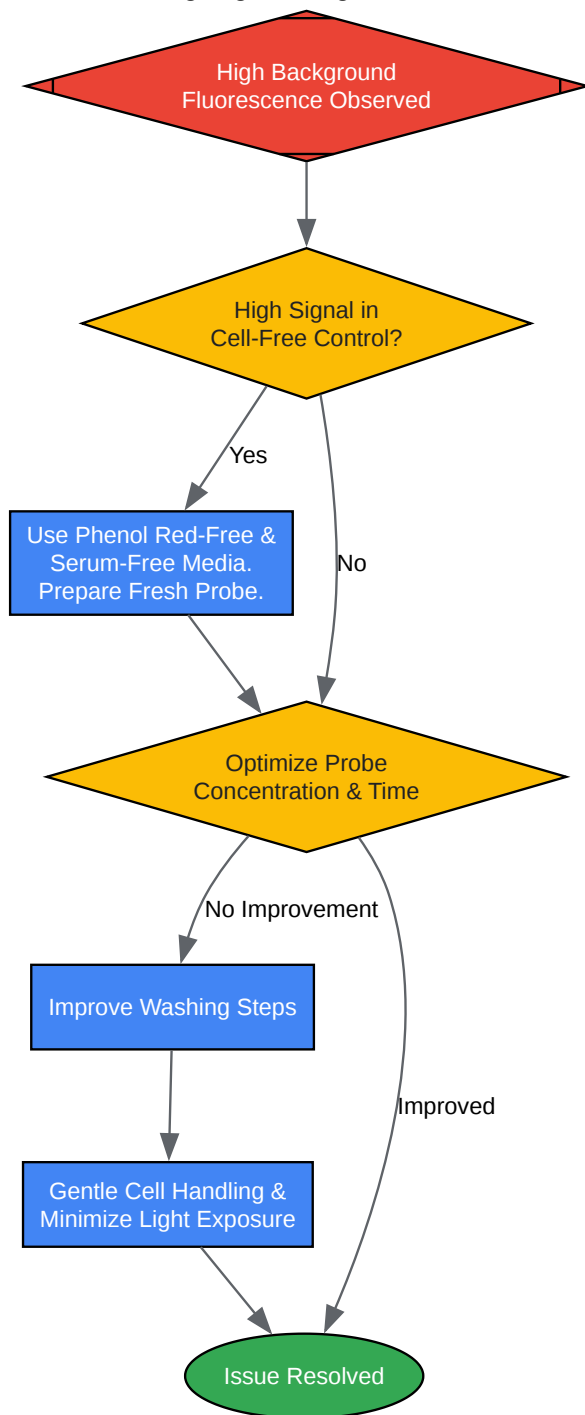 High Background
Fluorescence Observed
High Signal in
Cell-Free Control?
Yes
Use Phenol Red-Free &
Serum-Free Media.
Prepare Fresh Probe.
No
Optimize Probe
Concentration & Time
No Improvement
Improve Washing Steps
Improved
Gentle Cell Handling &
Minimize Light Exposure
Issue Resolved